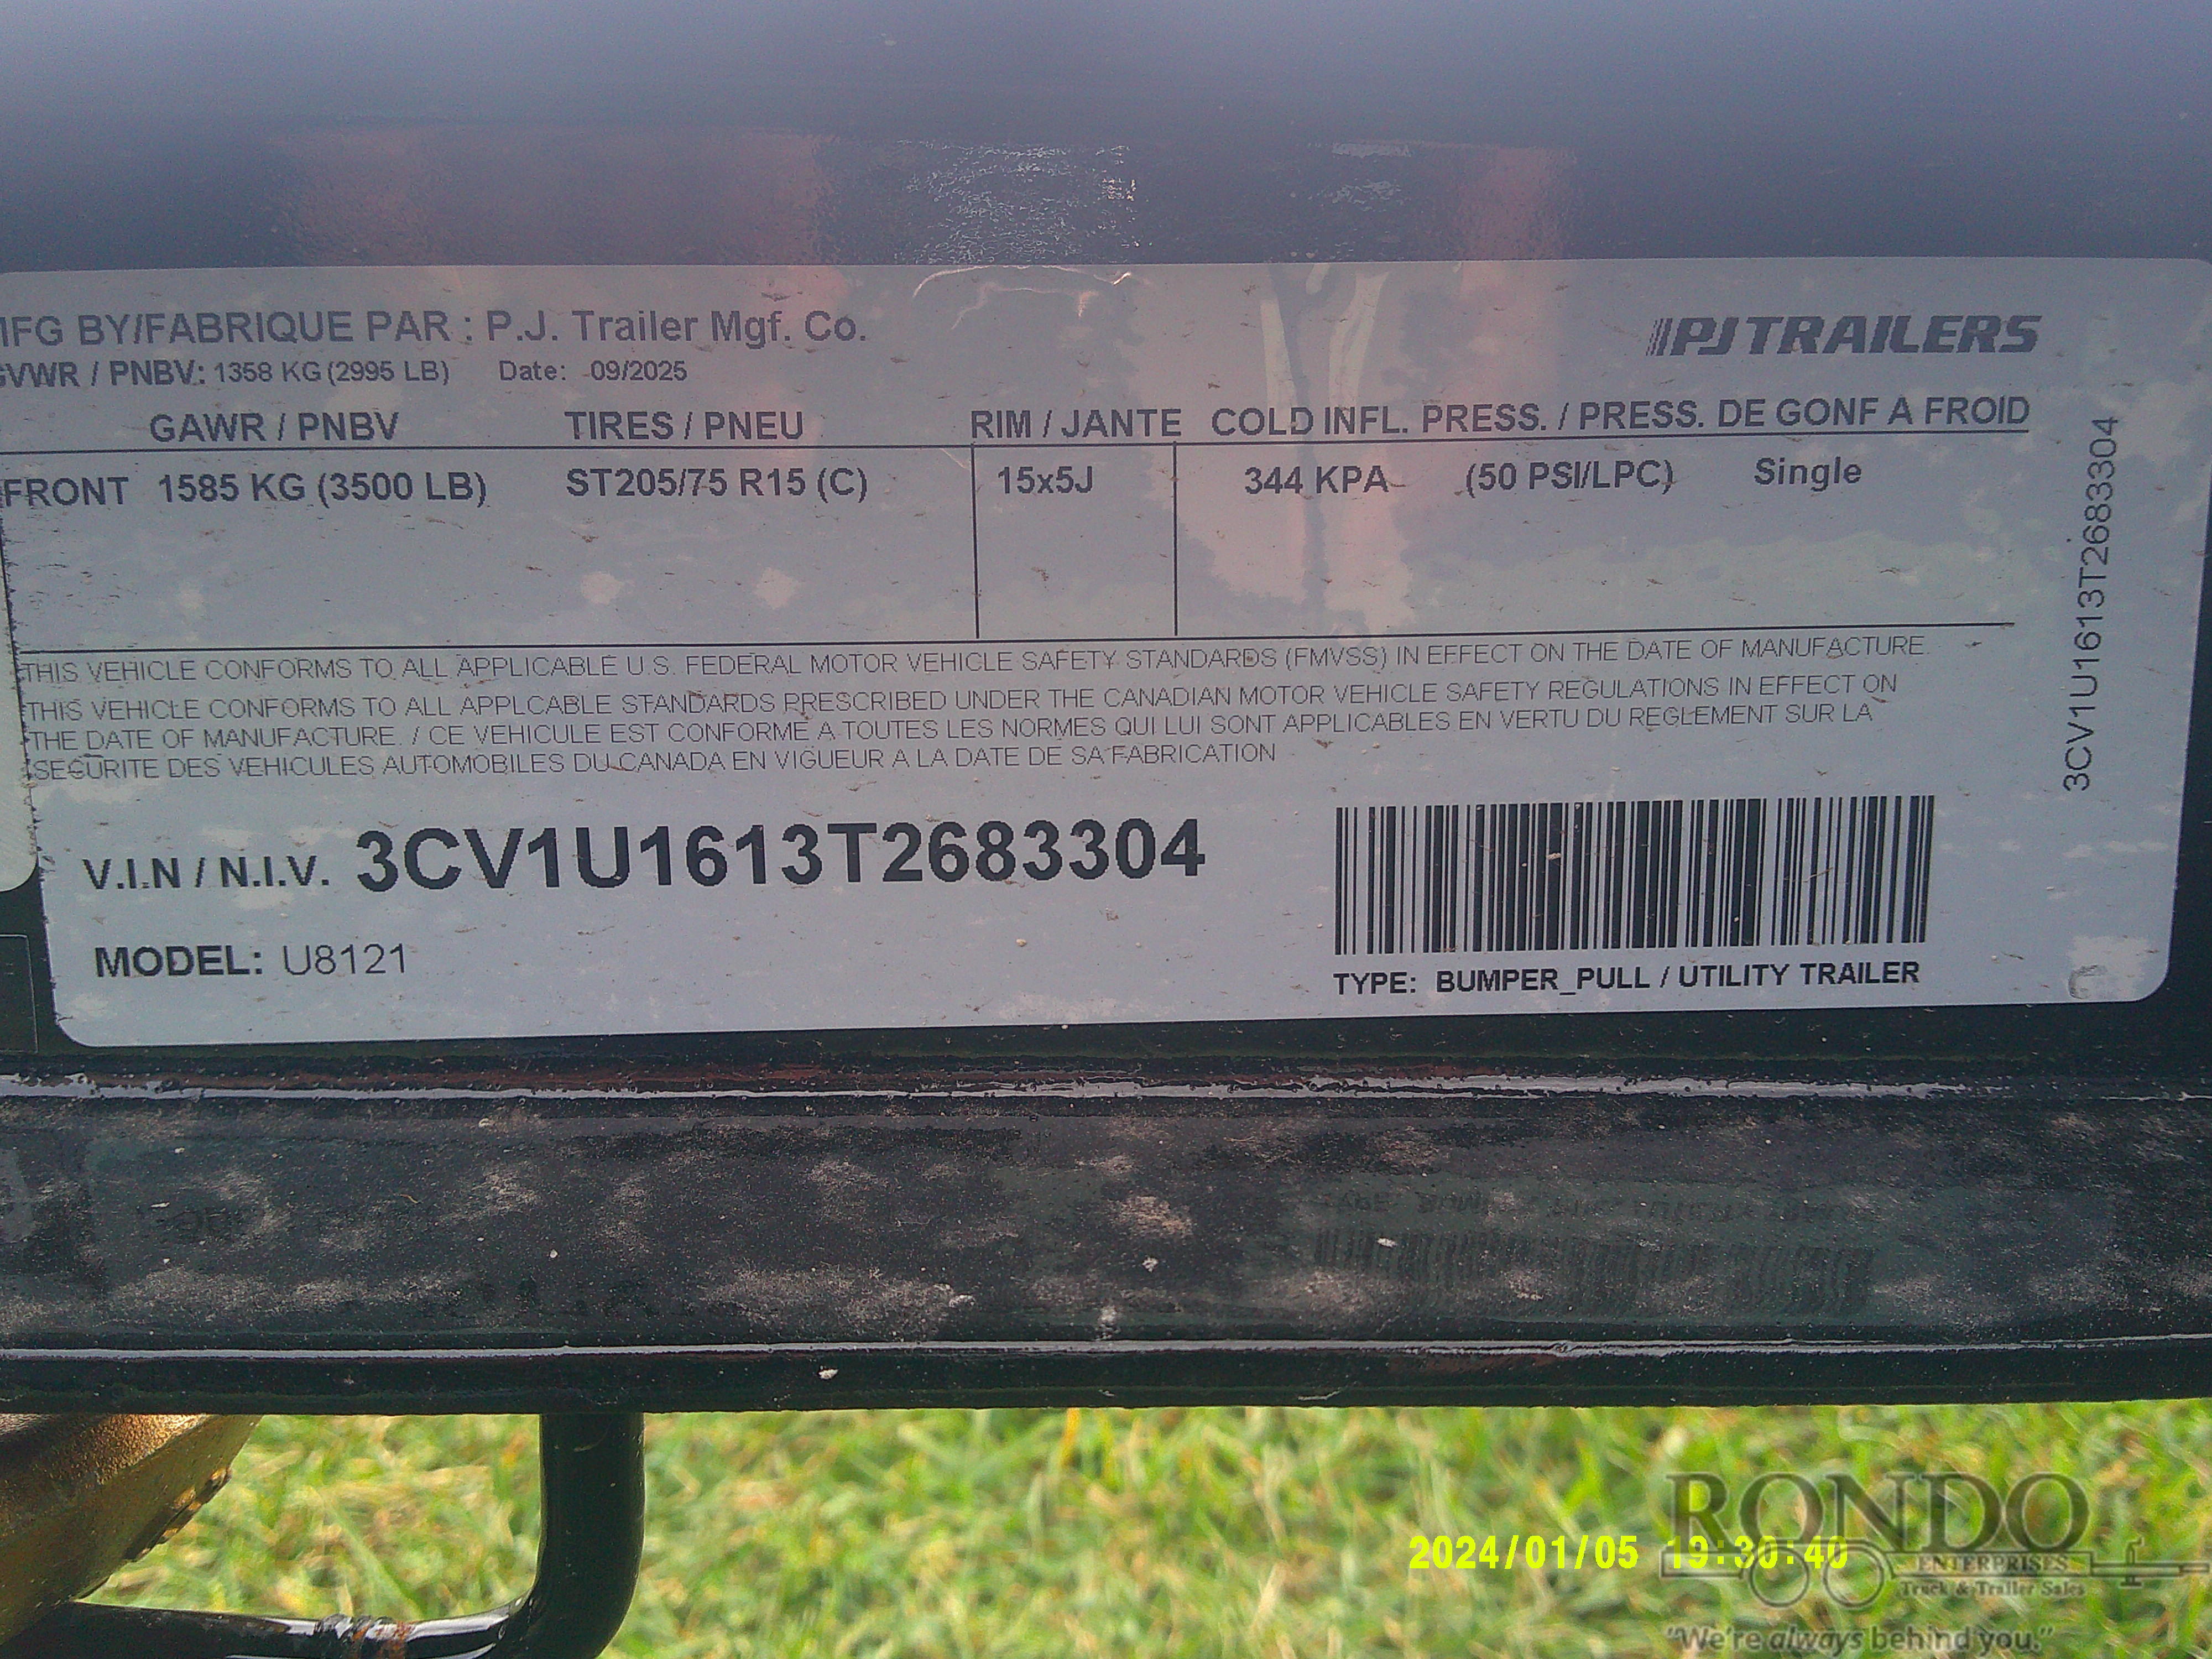 MFG BY/FABRIQUE PAR : P.J. Trailer Mgf. Co.
PJTRAILERS
GVWR / PNBV: 1358 KG (2995 LB) Date: 09/2025
GAWR / PNBV TIRES / PNEU RIM / JANTE COLD INFL. PRESS. / PRESS. DE GONF A FROID
FRONT 1585 KG (3500 LB) ST205/75 R15 (C) 15x5J 344 KPA (50 PSI/LPC) Single
THIS VEHICLE CONFORMS TO ALL APPLICABLE U.S. FEDERAL MOTOR VEHICLE SAFETY STANDARDS (FMVSS) IN EFFECT ON THE DATE OF MANUFACTURE.
THIS VEHICLE CONFORMS TO ALL APPLCABLE STANDARDS PRESCRIBED UNDER THE CANADIAN MOTOR VEHICLE SAFETY REGULATIONS IN EFFECT ON
THE DATE OF MANUFACTURE. / CE VEHICULE EST CONFORME A TOUTES LES NORMES QUI LUI SONT APPLICABLES EN VERTU DU REGLEMENT SUR LA
SECURITE DES VEHICULES AUTOMOBILES DU CANADA EN VIGUEUR A LA DATE DE SA FABRICATION
V.I.N / N.I.V. 3CV1U1613T2683304
MODEL: U8121
TYPE: BUMPER_PULL / UTILITY TRAILER
3CV1U1613T2683304
2024/01/05 19:30:40
RONDO
ENTERPRISES
Truck & Trailer Sales
"We're always behind you."